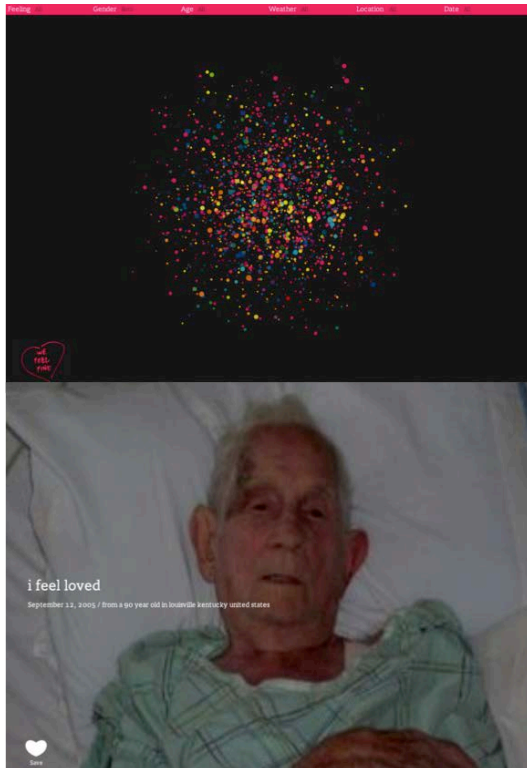 Feeling
Gender
Age
Weather
Location
Date
we
feel
fine
i feel loved
September 22, 2005 / from a 90 year old in louisville kentucky united states
Save